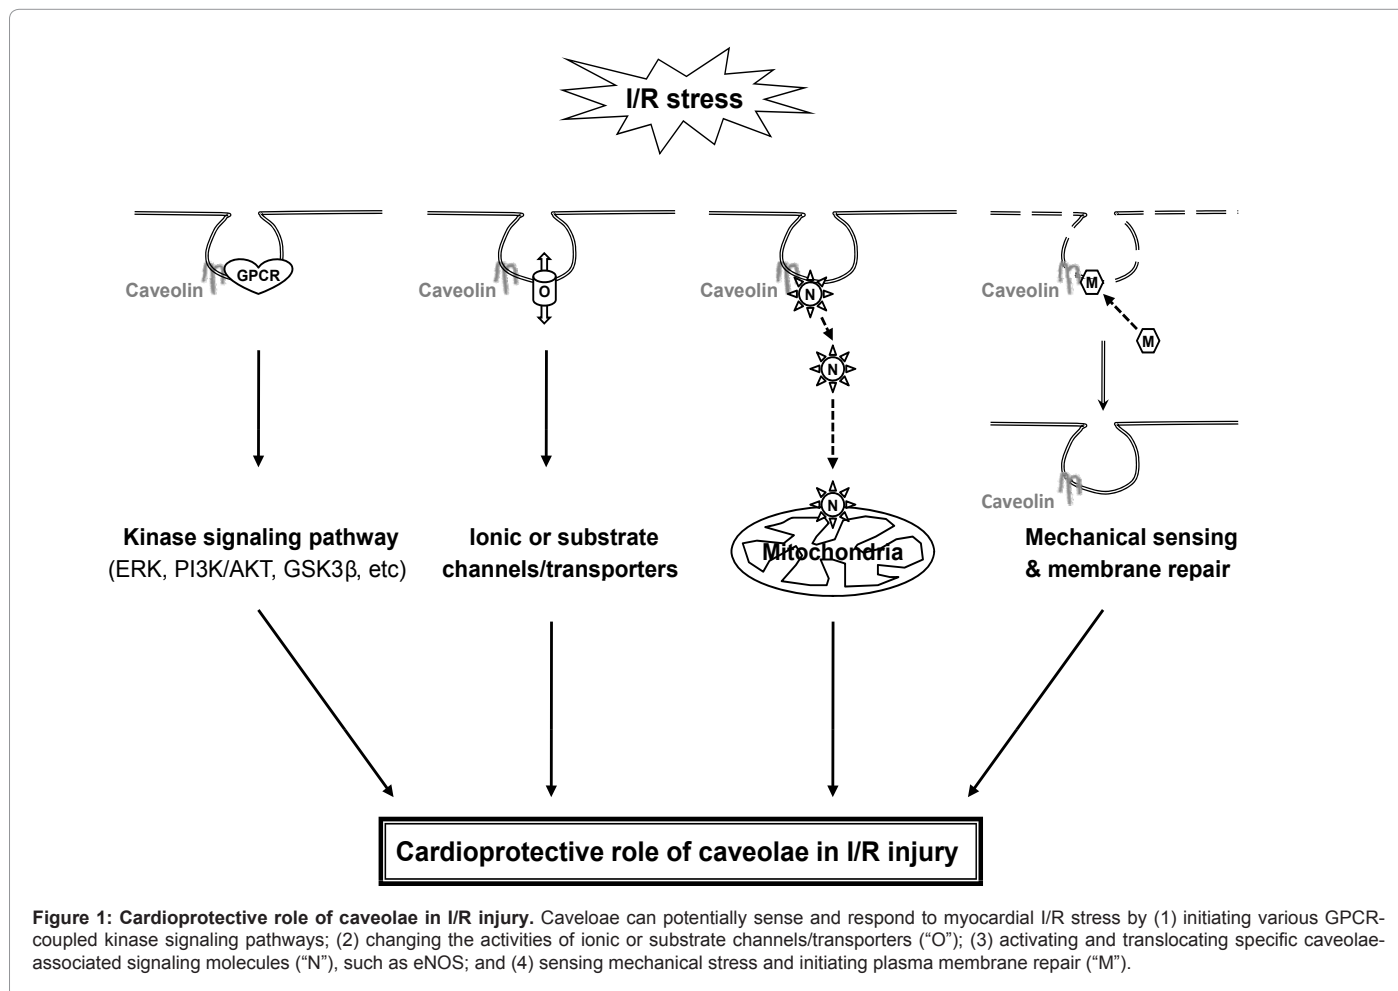 I/R stress
GPCR
Caveolin
O
Caveolin
N
Caveolin
M
Caveolin
M
N
N
Caveolin
Kinase signaling pathway
(ERK, PI3K/AKT, GSK3β, etc)
Ionic or substrate
channels/transporters
Mitochondria
Mechanical sensing
& membrane repair
Cardioprotective role of caveolae in I/R injury
Figure 1: Cardioprotective role of caveolae in I/R injury. Caveloae can potentially sense and respond to myocardial I/R stress by (1) initiating various GPCR-
coupled kinase signaling pathways; (2) changing the activities of ionic or substrate channels/transporters (“O”); (3) activating and translocating specific caveolae-
associated signaling molecules (“N”), such as eNOS; and (4) sensing mechanical stress and initiating plasma membrane repair (“M”).